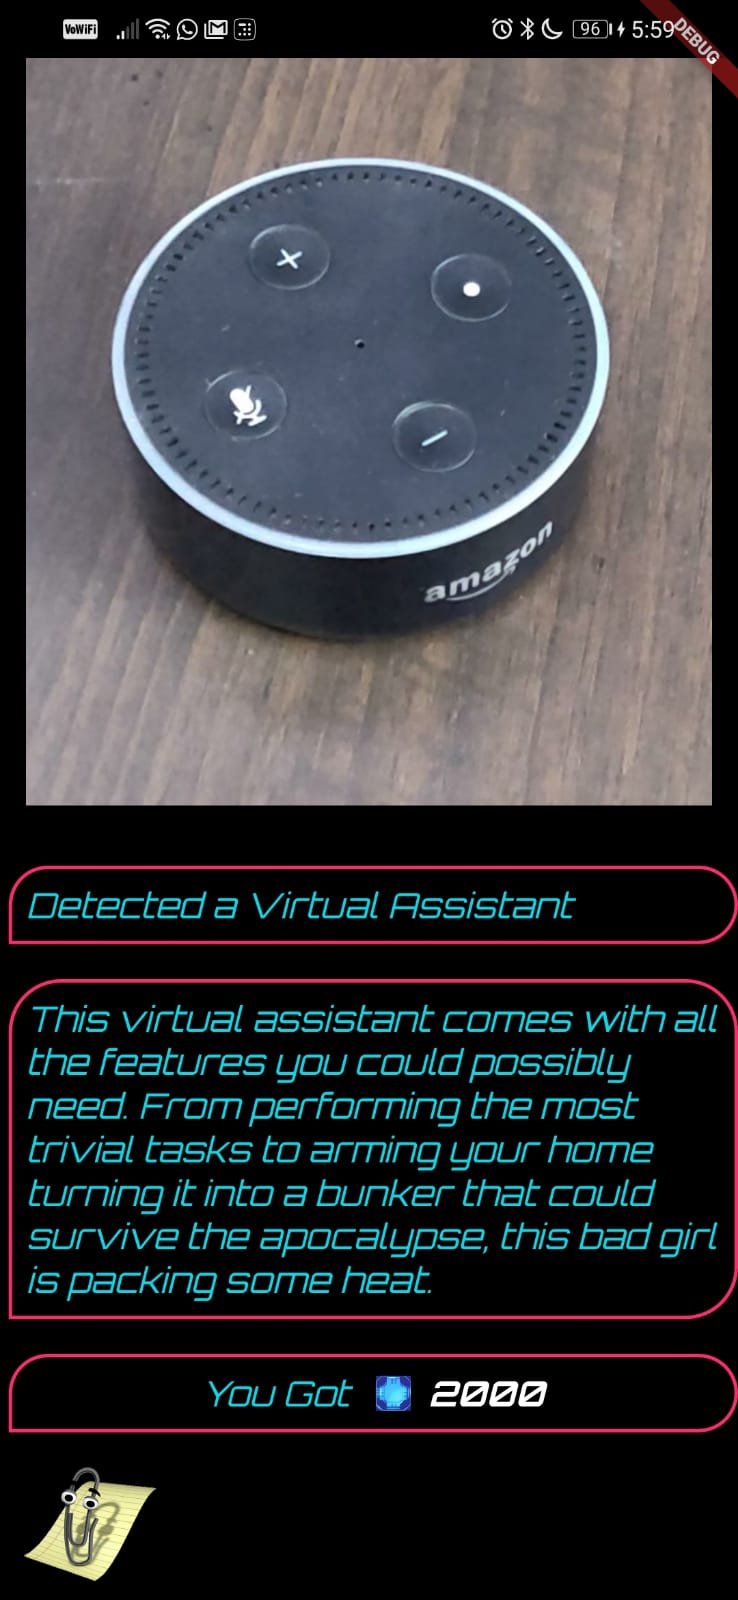 VoWiFi 96 5:59
DEBUG
amazon
Detected a Virtual Assistant
This virtual assistant comes with all
the features you could possibly
need. From performing the most
trivial tasks to arming your home
turning it into a bunker that could
survive the apocalypse, this bad girl
is packing some heat.
You Got 2000